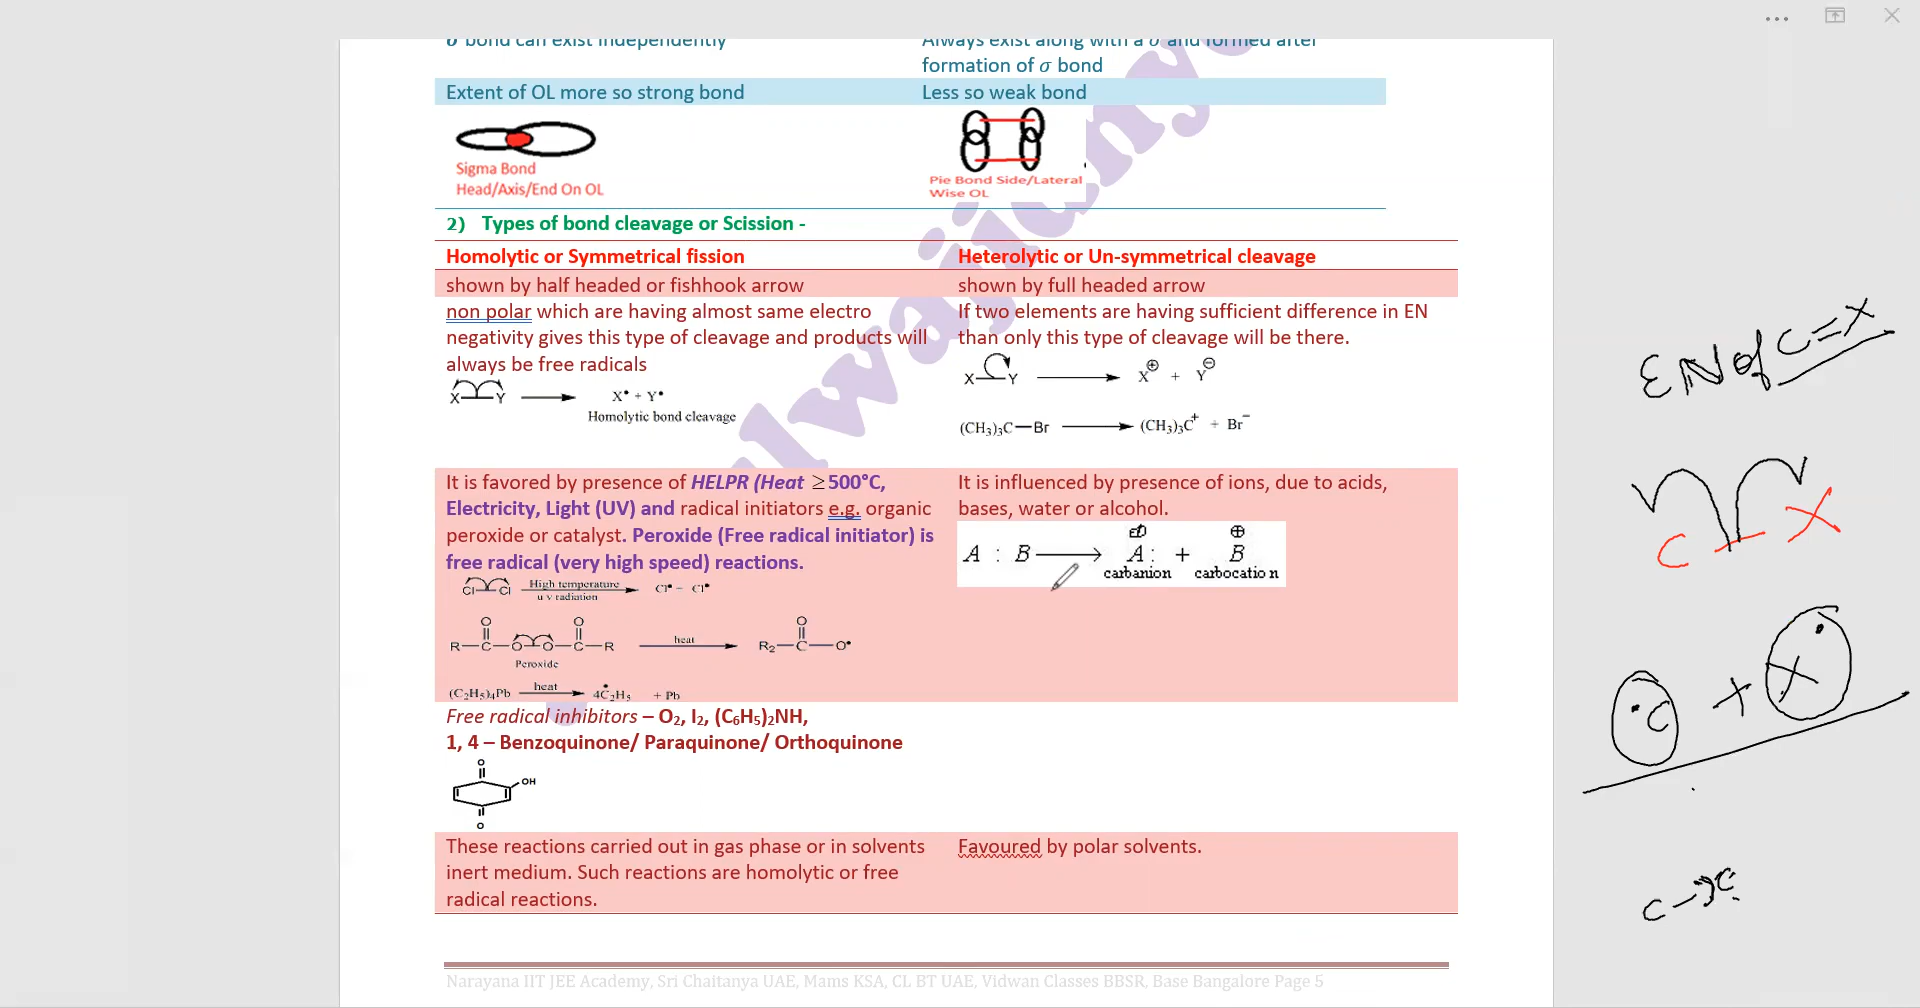 σ bond can exist independently
Always exist along with a σ and formed after
formation of σ bond
Extent of OL more so strong bond
Less so weak bond
Sigma Bond
Head/Axis/End On OL
Pie Bond Side/Lateral
Wise OL
2) Types of bond cleavage or Scission -
Homolytic or Symmetrical fission
Heterolytic or Un-symmetrical cleavage
shown by half headed or fishhook arrow
shown by full headed arrow
non polar which are having almost same electro
negativity gives this type of cleavage and products will
always be free radicals
If two elements are having sufficient difference in EN
than only this type of cleavage will be there.
X—Y → X• + Y•
Homolytic bond cleavage
X—Y → X⊕ + Y⊖
(CH₃)₃C—Br → (CH₃)₃C⁺ + Br⁻
It is favored by presence of HELPR (Heat ≥500°C,
Electricity, Light (UV) and radical initiators e.g. organic
peroxide or catalyst. Peroxide (Free radical initiator) is
free radical (very high speed) reactions.
It is influenced by presence of ions, due to acids,
bases, water or alcohol.
A : B → A: + B⊕
carbanion carbocation
High temperature
Cl—Cl → Cl• – Cl•
u v radiation
O O O
R—C—O—O—C—R heat → R₂—C—O•
Peroxide
(C₂H₅)₄Pb heat → 4Ċ₂H₅ + Pb
Free radical inhibitors – O₂, I₂, (C₆H₅)₂NH,
1, 4 – Benzoquinone/ Paraquinone/ Orthoquinone
O
OH
O
These reactions carried out in gas phase or in solvents
inert medium. Such reactions are homolytic or free
radical reactions.
Favoured by polar solvents.
Narayana IIT JEE Academy, Sri Chaitanya UAE, Mams KSA, CL BT UAE, Vidwan Classes BBSR, Base Bangalore Page 5
EN of C=X
C—X
•C + X•